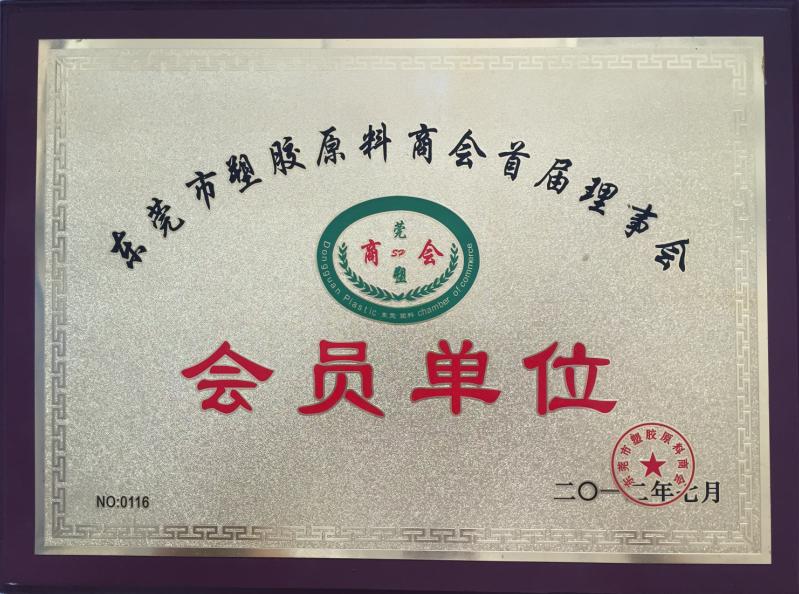 东莞市塑胶原料商会首届理事会
莞
商 SP 会
塑
Dongguan Plastic 东莞 塑料 chamber of commerce
会员单位
东莞市塑胶原料商会
NO:0116
二〇一二年七月